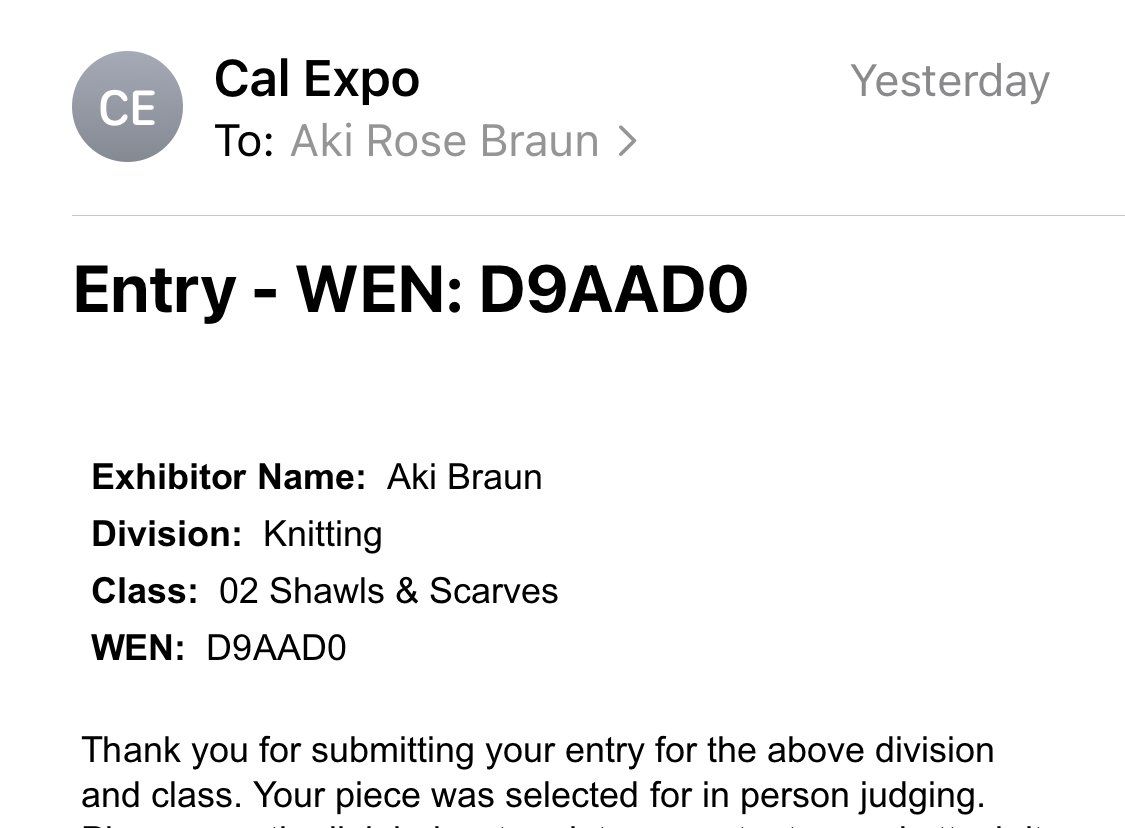 CE
Cal Expo
Yesterday
To: Aki Rose Braun >
Entry - WEN: D9AAD0
Exhibitor Name: Aki Braun
Division: Knitting
Class: 02 Shawls & Scarves
WEN: D9AAD0
Thank you for submitting your entry for the above division
and class. Your piece was selected for in person judging.